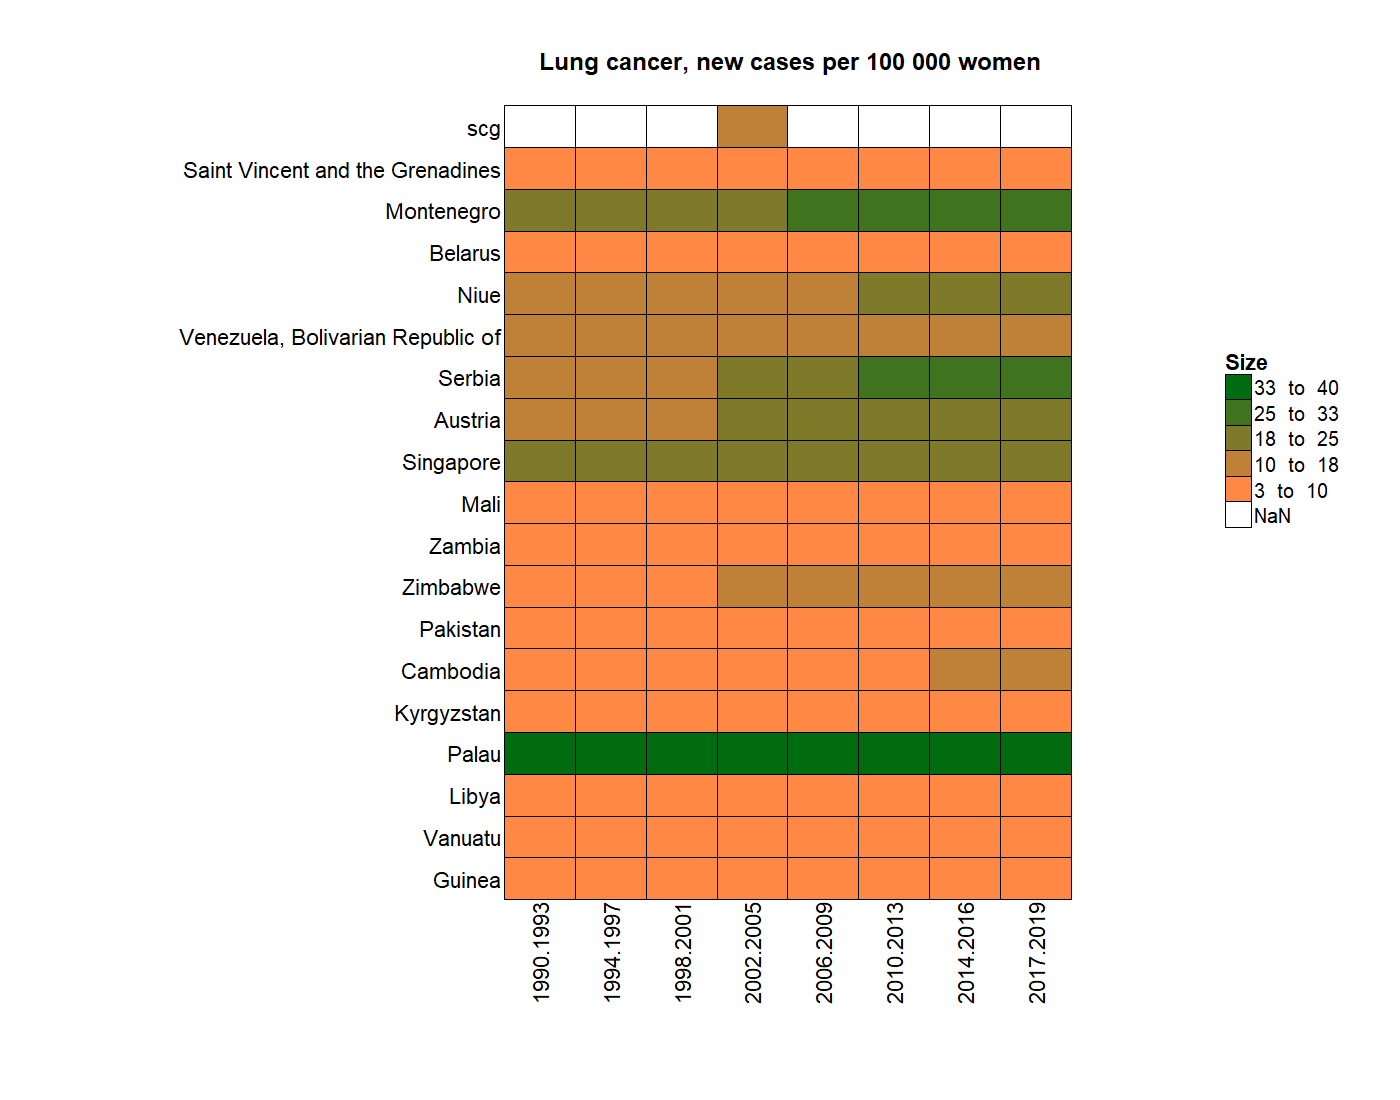 Lung cancer, new cases per 100 000 women
scg
Saint Vincent and the Grenadines
Montenegro
Belarus
Niue
Venezuela, Bolivarian Republic of
Serbia
Austria
Singapore
Mali
Zambia
Zimbabwe
Pakistan
Cambodia
Kyrgyzstan
Palau
Libya
Vanuatu
Guinea
1990.1993
1994.1997
1998.2001
2002.2005
2006.2009
2010.2013
2014.2016
2017.2019
Size
33 to 40
25 to 33
18 to 25
10 to 18
3 to 10
NaN